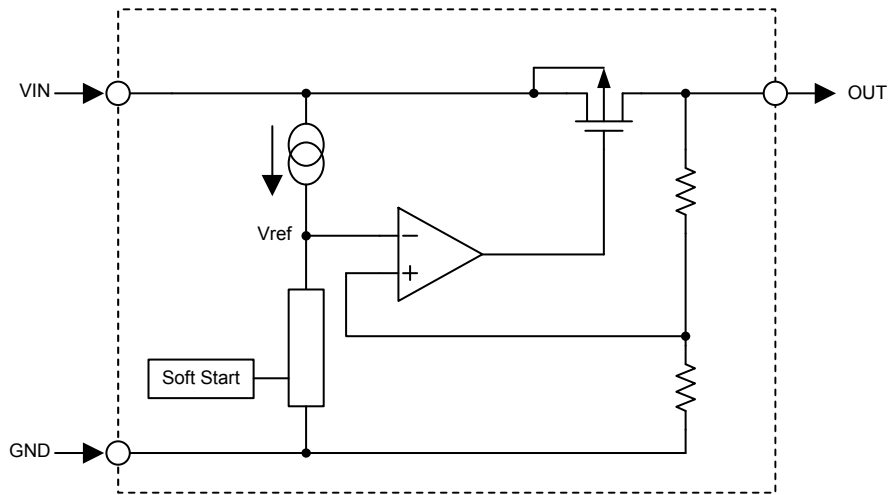 VIN
OUT
Vref
−
+
Soft Start
GND